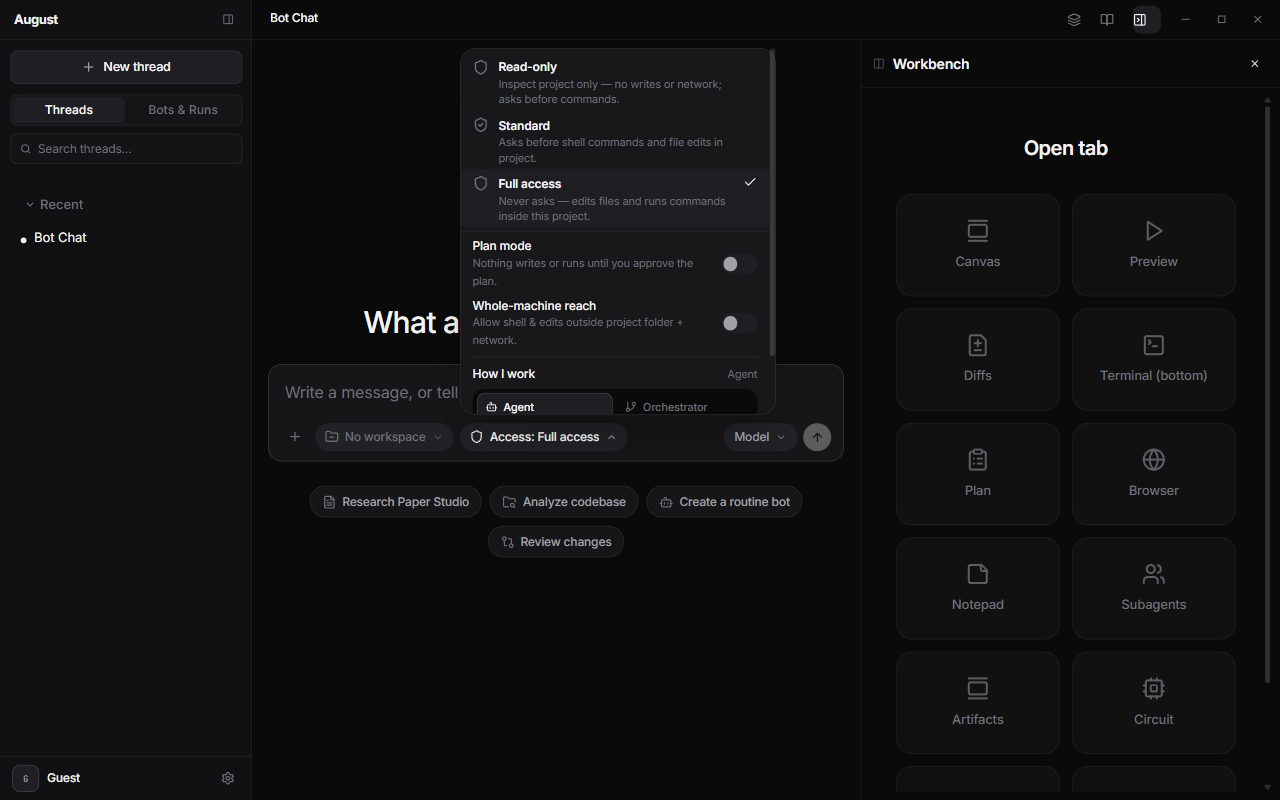 August
Bot Chat
New thread
Threads
Bots & Runs
Search threads...
Recent
Bot Chat
Read-only
Inspect project only — no writes or network;
asks before commands.
Standard
Asks before shell commands and file edits in
project.
Full access
Never asks — edits files and runs commands
inside this project.
Plan mode
Nothing writes or runs until you approve the
plan.
Whole-machine reach
Allow shell & edits outside project folder +
network.
How I work
Agent
Agent
Orchestrator
What a
Write a message, or tell
No workspace
Access: Full access
Model
Research Paper Studio
Analyze codebase
Create a routine bot
Review changes
Workbench
Open tab
Canvas
Preview
Diffs
Terminal (bottom)
Plan
Browser
Notepad
Subagents
Artifacts
Circuit
G
Guest